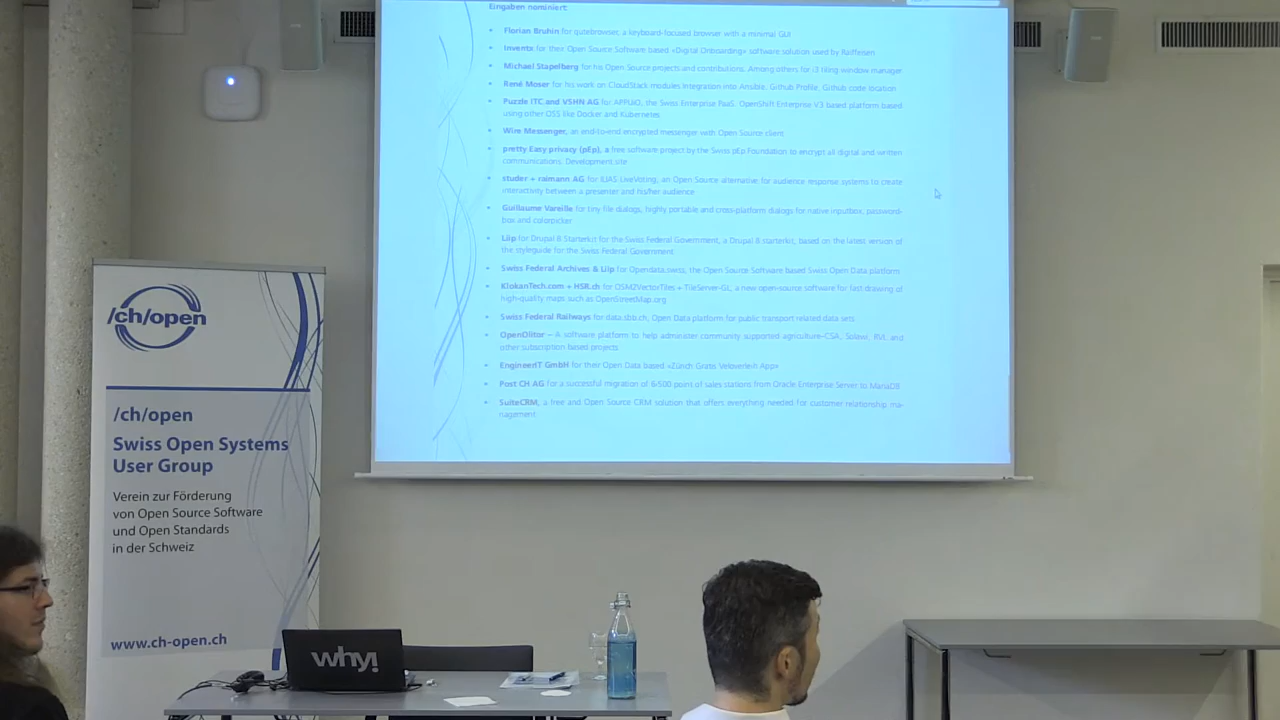 Eingaben nominiert:
• Florian Bruhin for qutebrowser, a keyboard-focused browser with a minimal GUI
• Inventx for their Open Source Software based «Digital Onboarding» software solution used by Raiffeisen
• Michael Stapelberg for his Open Source projects and contributions. Among others for i3 tiling window manager
• René Moser for his work on CloudStack modules integration into Ansible, Github Profile, Github code location
• Puzzle ITC and VSHN AG for APPUiO, the Swiss Enterprise PaaS. OpenShift Enterprise V3 based platform based
using other OSS like Docker and Kubernetes
• Wire Messenger, an end-to-end encrypted messenger with Open Source client
• pretty Easy privacy (pEp), a free software project by the Swiss pEp Foundation to encrypt all digital and written
communications. Development site
• studer + raimann AG for ILIAS LiveVoting, an Open Source alternative for audience response systems to create
interactivity between a presenter and his/her audience
• Guillaume Vareille for tiny file dialogs, highly portable and cross-platform dialogs for native inputbox, password-
box and colorpicker
• Liip for Drupal 8 Starterkit for the Swiss Federal Government, a Drupal 8 starterkit, based on the latest version of
the styleguide for the Swiss Federal Government
• Swiss Federal Archives & Liip for Opendata.swiss, the Open Source Software based Swiss Open Data platform
• KlokanTech.com + HSR.ch for OSM2VectorTiles + TileServer-GL, a new open-source software for fast drawing of
high-quality maps such as OpenStreetMap.org
• Swiss Federal Railways for data.sbb.ch, Open Data platform for public transport related data sets
• OpenOlitor – A software platform to help administer community supported agriculture–CSA, Solawi, RVL and
other subscription-based projects
• EngineerIT GmbH for their Open Data based «Zürich Gratis Veloverleih App»
• Post CH AG for a successful migration of 6-500 point of sales stations from Oracle Enterprise Server to MariaDB
• SuiteCRM, a free and Open Source CRM solution that offers everything needed for customer relationship ma-
nagement
/ch/open
/ch/open
Swiss Open Systems
User Group
Verein zur Förderung
von Open Source Software
und Open Standards
in der Schweiz
www.ch-open.ch
why!